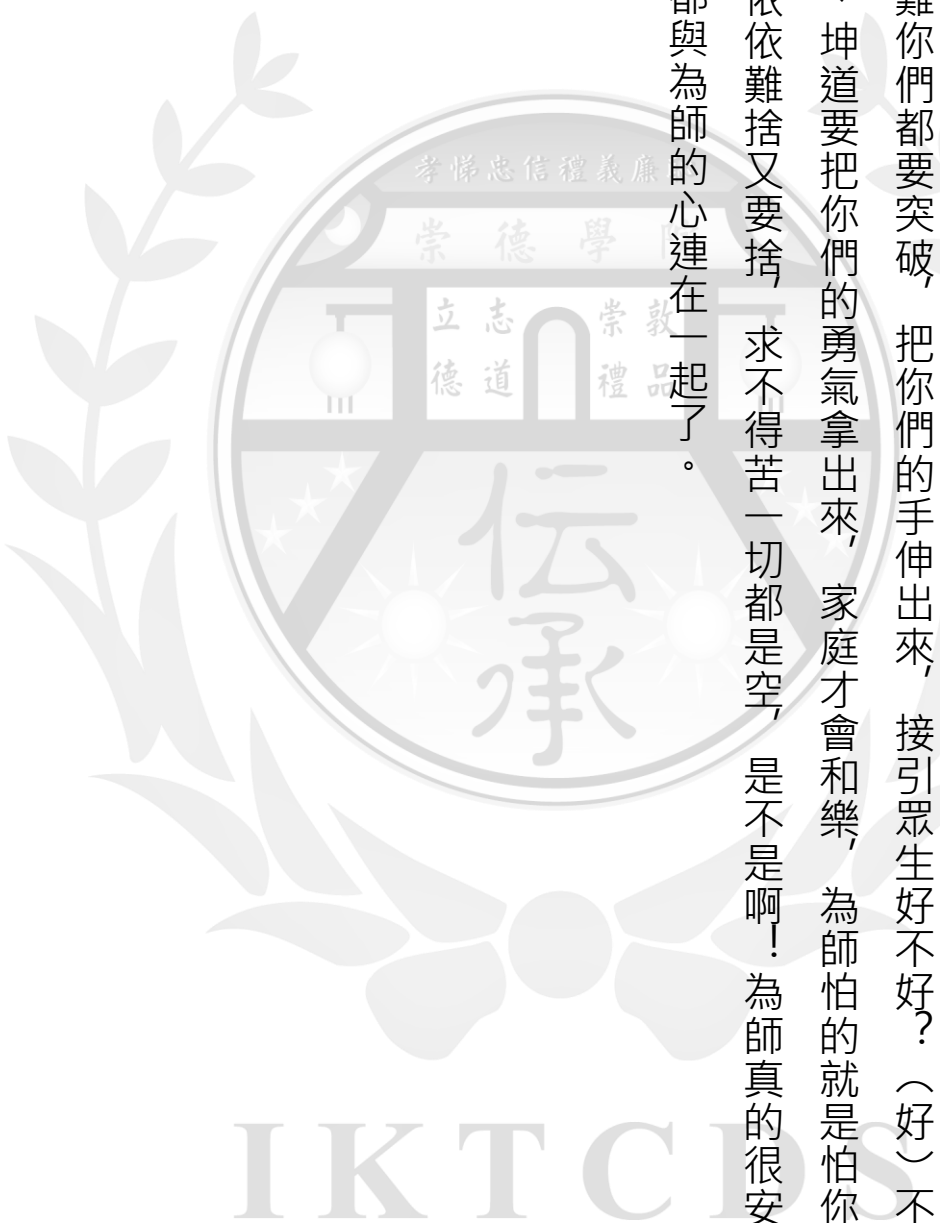 難你們都要突破，把你們的手伸出來，接引眾生好不好？（好）不
，坤道要把你們的勇氣拿出來，家庭才會和樂，為師怕的就是怕你
依依難捨又要捨，求不得苦一切都是空，是不是啊！為師真的很安
都與為師的心連在一起了。
孝悌忠信禮義廉
崇德學
立志 崇敦
德道 禮品
伝承
IKTCDS